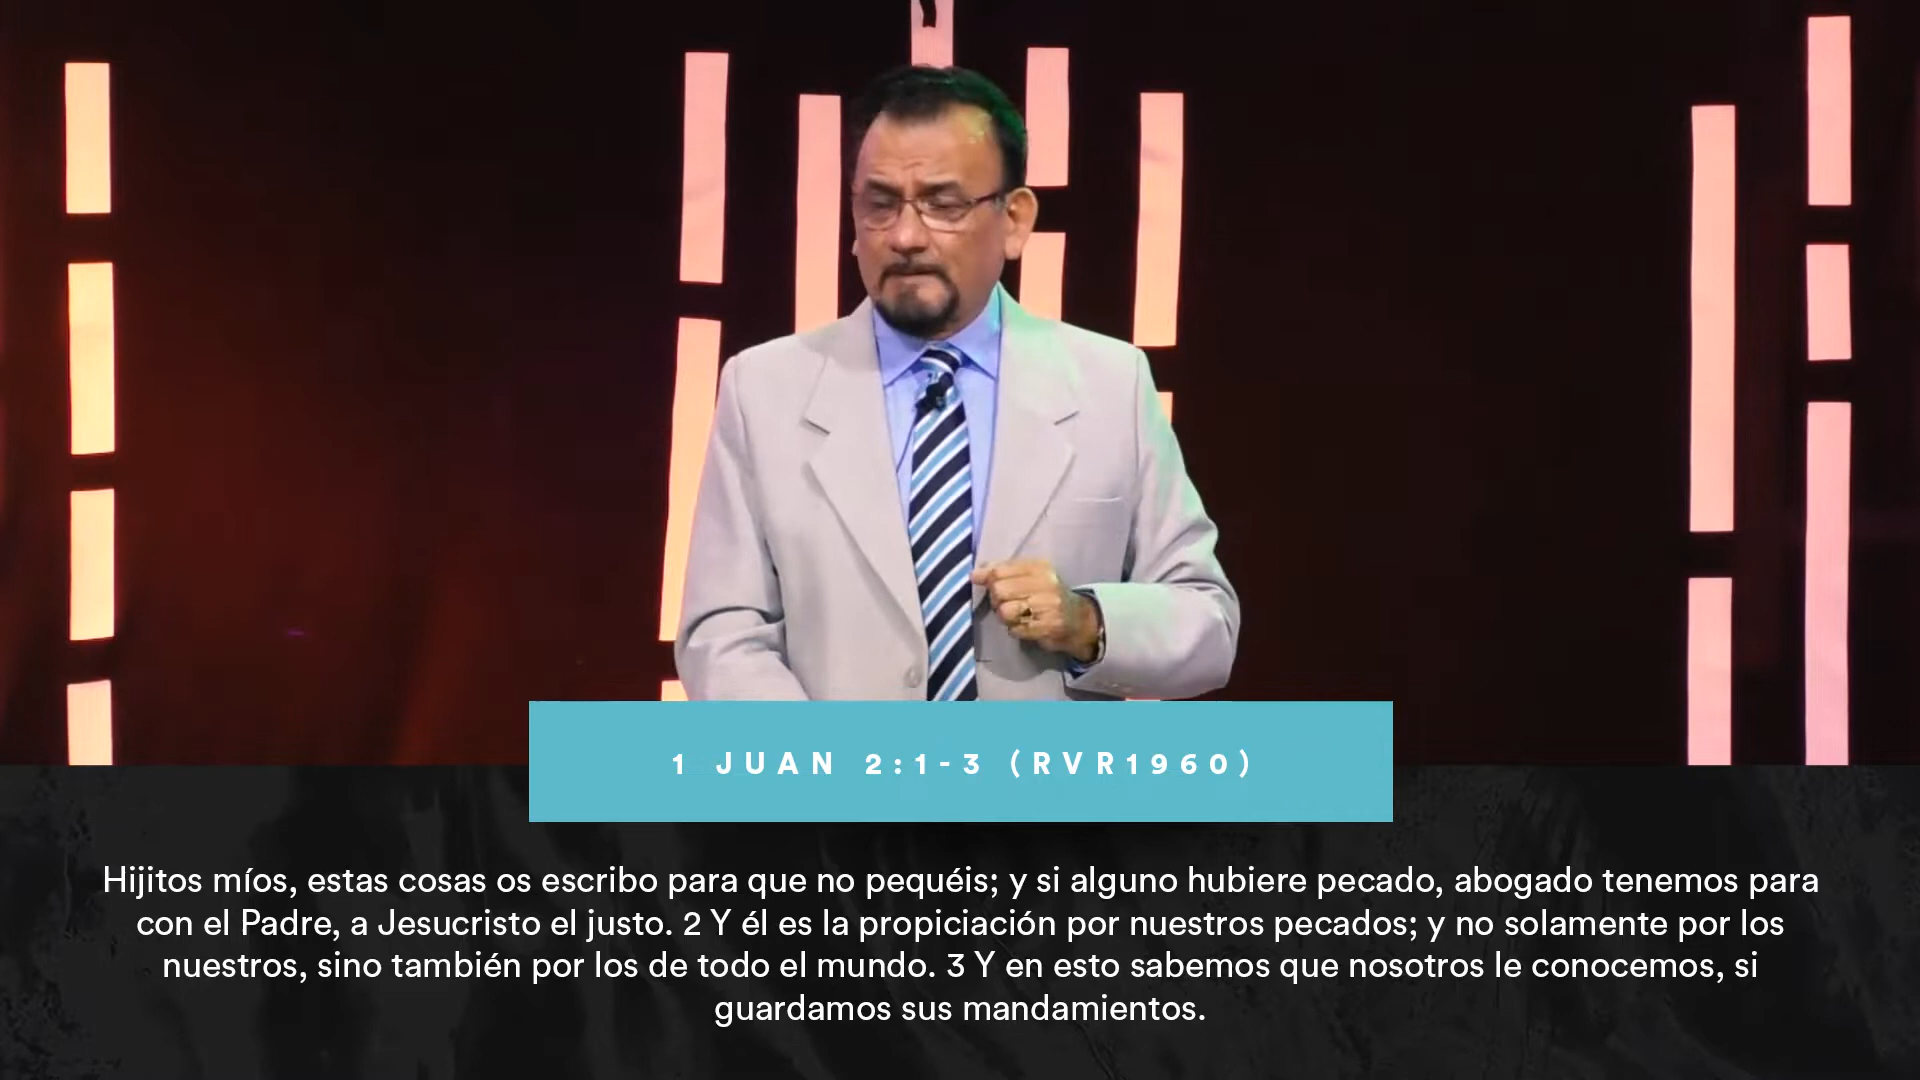 1 JUAN 2:1-3 (RVR1960)
Hijitos míos, estas cosas os escribo para que no pequéis; y si alguno hubiere pecado, abogado tenemos para
con el Padre, a Jesucristo el justo. 2 Y él es la propiciación por nuestros pecados; y no solamente por los
nuestros, sino también por los de todo el mundo. 3 Y en esto sabemos que nosotros le conocemos, si
guardamos sus mandamientos.